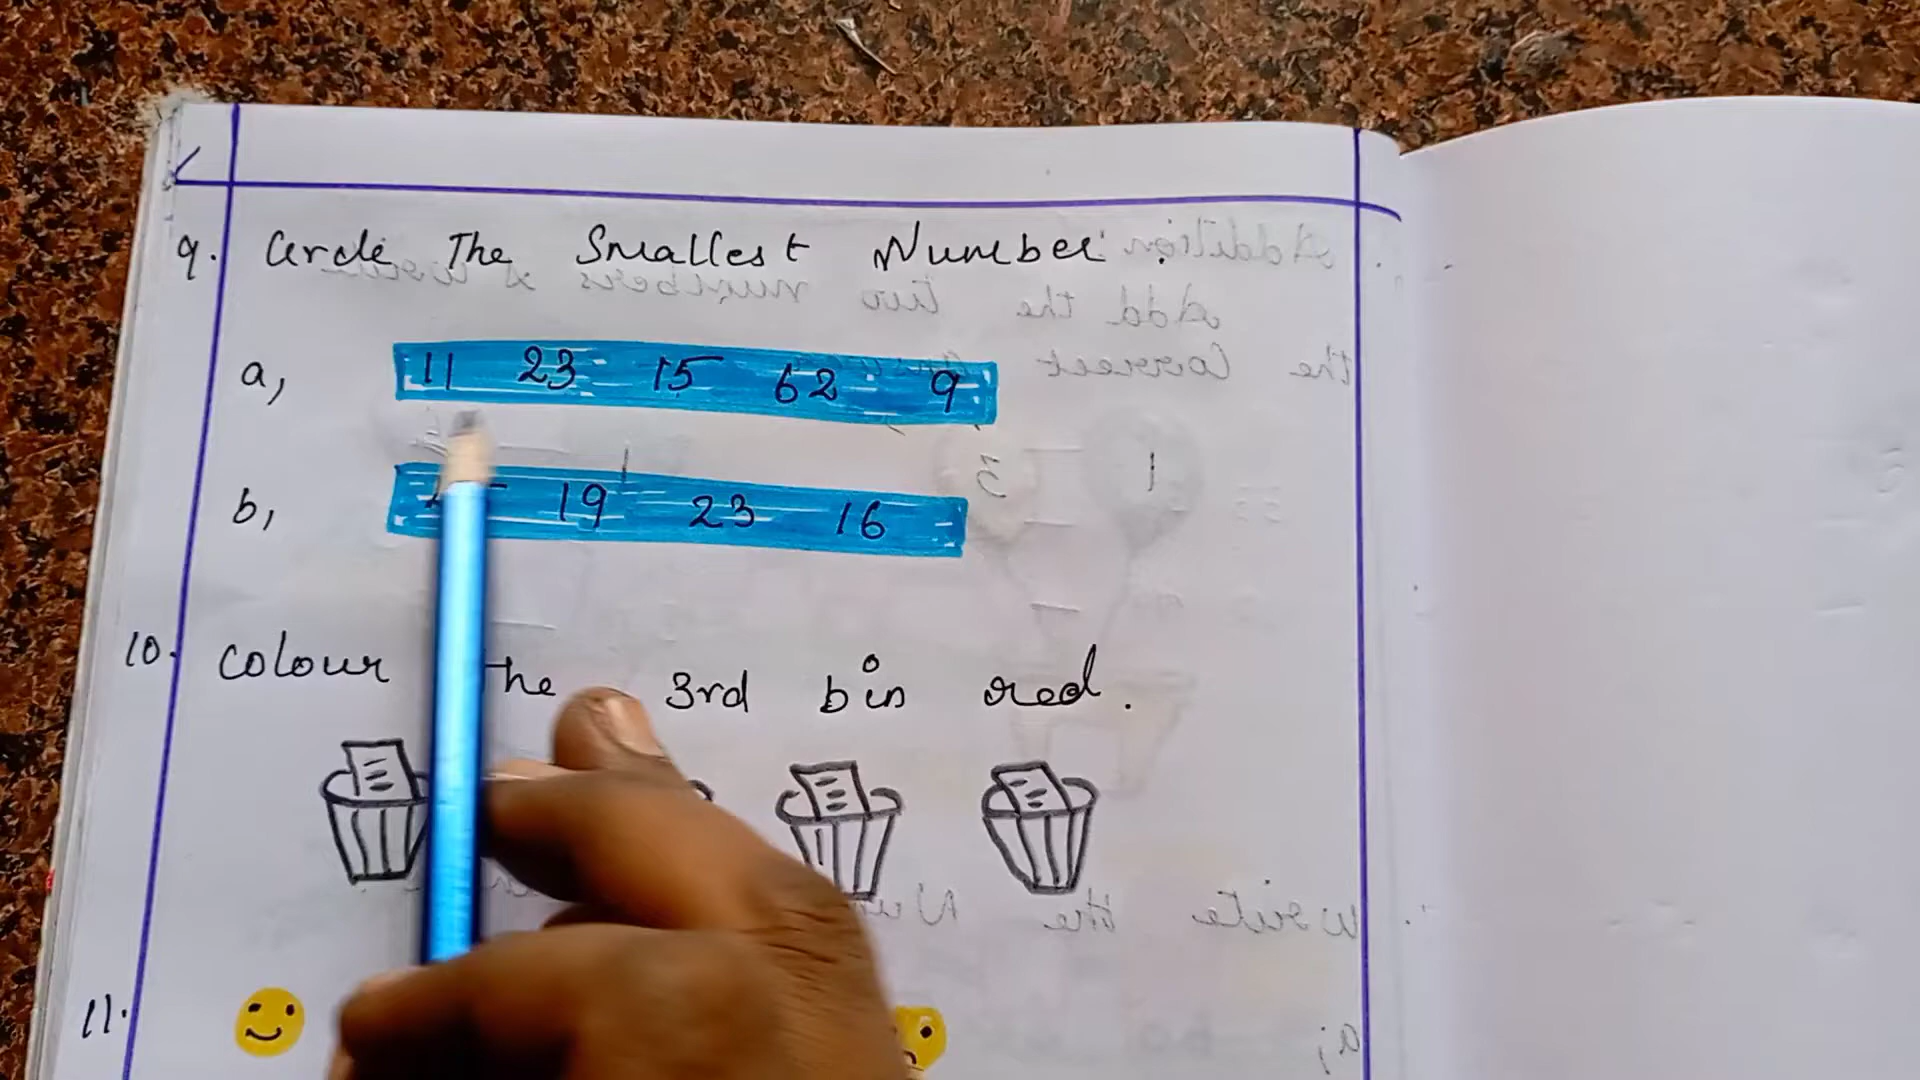 9. Circle The Smallest Number.
a, 11 23 15 62 9
b, 19 23 16
10. colour the 3rd bin red.
11.